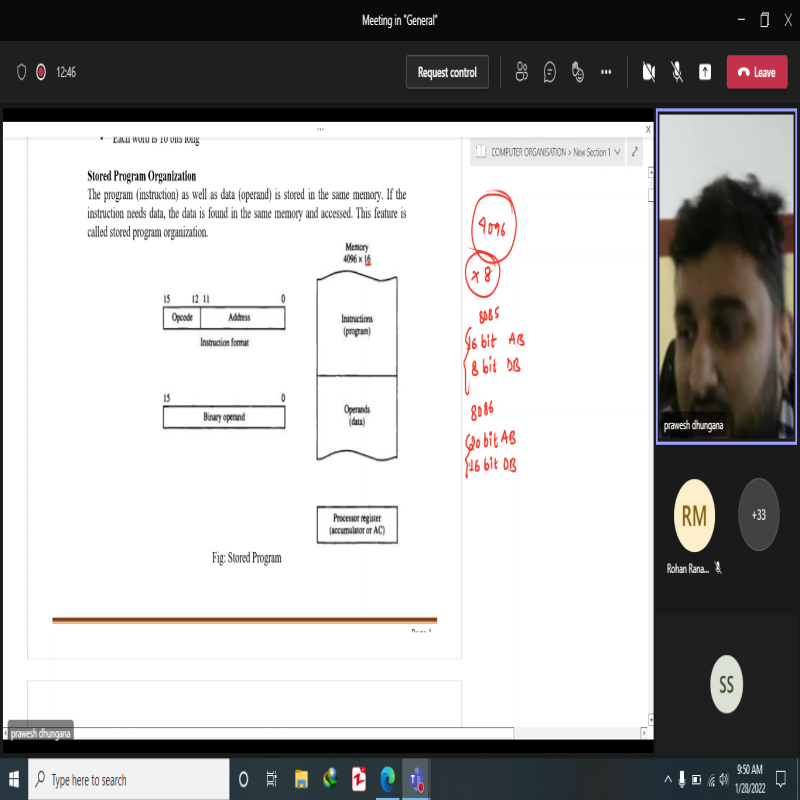 Meeting in "General"
12:46
Request control
Leave
Each word is 16 bits long
Stored Program Organization
The program (instruction) as well as data (operand) is stored in the same memory. If the
instruction needs data, the data is found in the same memory and accessed. This feature is
called stored program organization.
Memory
4096 x 16
15 12 11 0
Opcode Address
Instruction format
Instructions
(program)
15 0
Binary operand
Operands
(data)
Processor register
(accumulator or AC)
Fig: Stored Program
COMPUTER ORGANISATION > New Section 1
4096
x 8
8085
16 bit AB
8 bit DB
8086
20 bit AB
16 bit DB
prawesh dhungana
RM
+33
Rohan Rana...
SS
prawesh dhungana
Type here to search
9:50 AM
1/28/2022